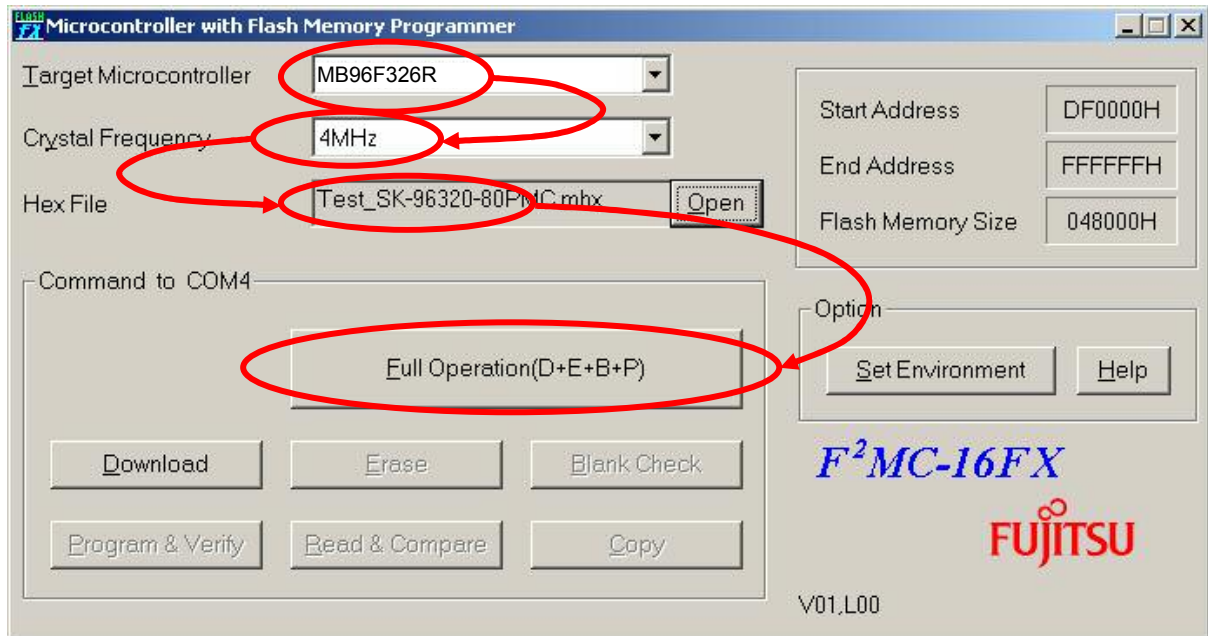 FLASH FX Microcontroller with Flash Memory Programmer
Target Microcontroller MB96F326R
Crystal Frequency 4MHz
Hex File Test_SK-96320-80PMC.mhx Open
Start Address DF0000H
End Address FFFFFFH
Flash Memory Size 048000H
Command to COM4
Full Operation(D+E+B+P)
Download Erase Blank Check
Program & Verify Read & Compare Copy
Option
Set Environment Help
F²MC-16FX
FUJITSU
V01,L00